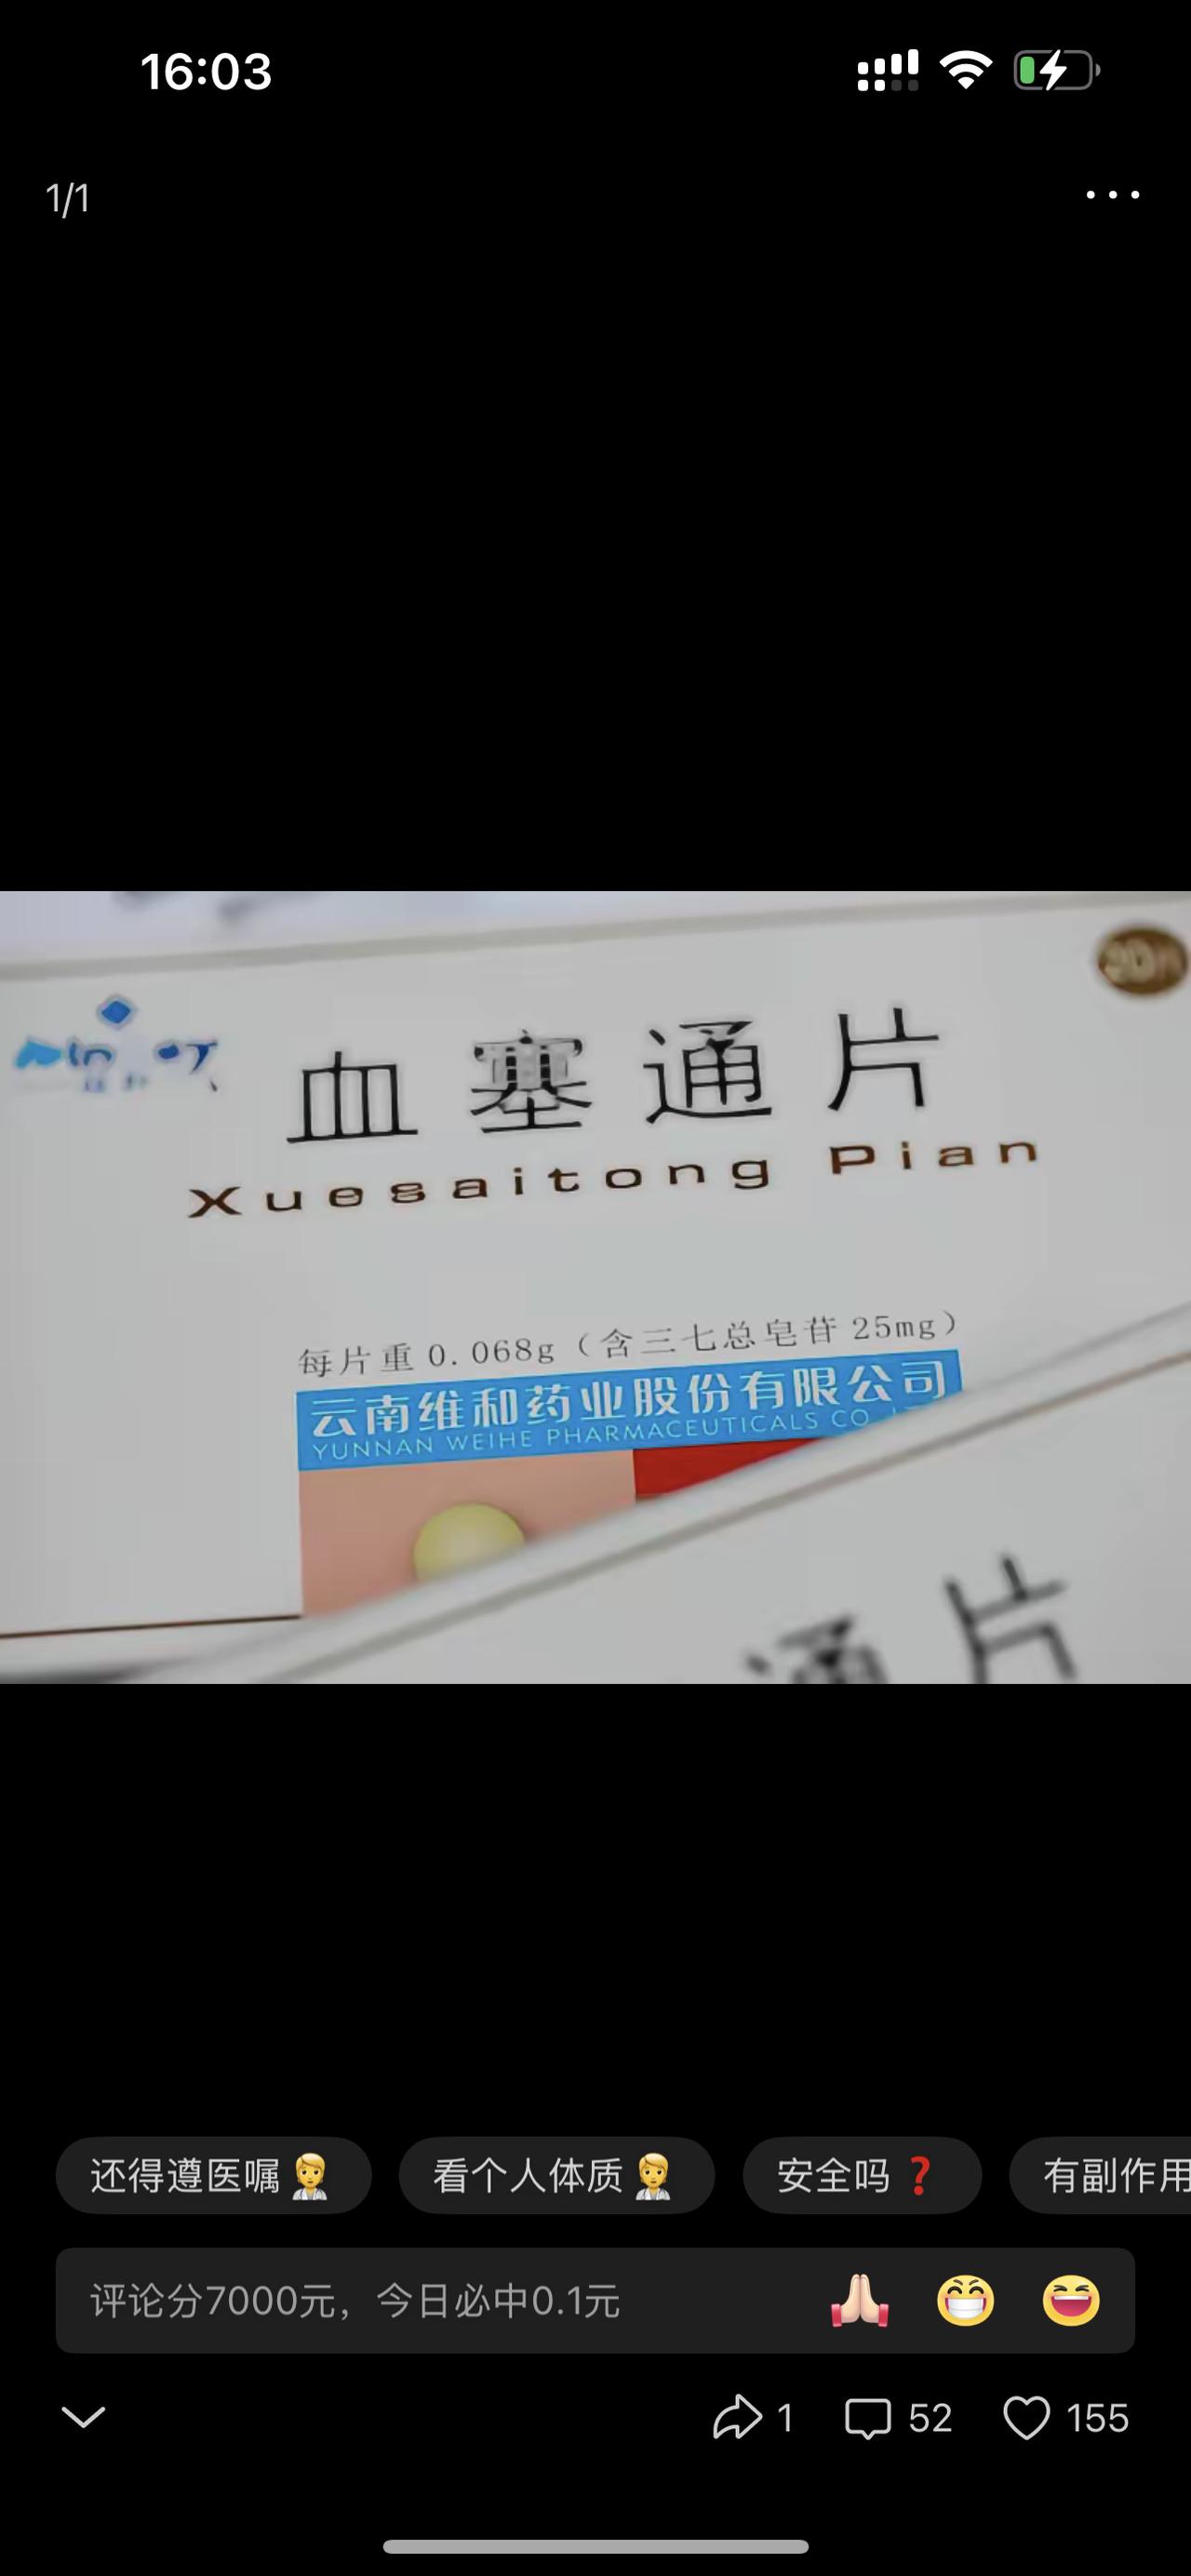 16:03
1/1
血塞通片
Xuesaitong Pian
每片重0.068g（含三七总皂苷25mg）
云南维和药业股份有限公司
YUNNAN WEIHE PHARMACEUTICALS CO
通片
还得遵医嘱 看个人体质 安全吗❓ 有副作用
评论分7000元，今日必中0.1元
1 52 155